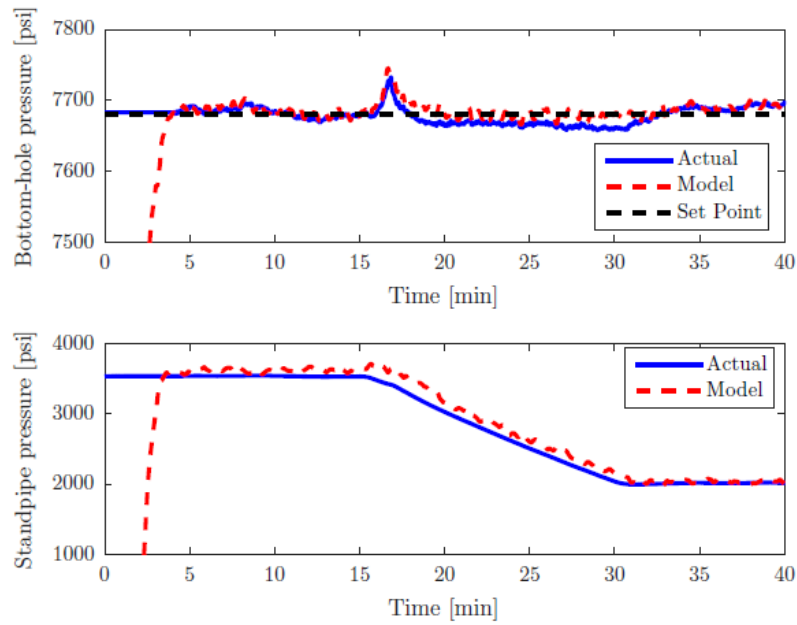 Bottom-hole pressure [psi]
7800
7700
7600
7500
0 5 10 15 20 25 30 35 40
Time [min]
Actual
Model
Set Point
Standpipe pressure [psi]
4000
3000
2000
1000
0 5 10 15 20 25 30 35 40
Time [min]
Actual
Model